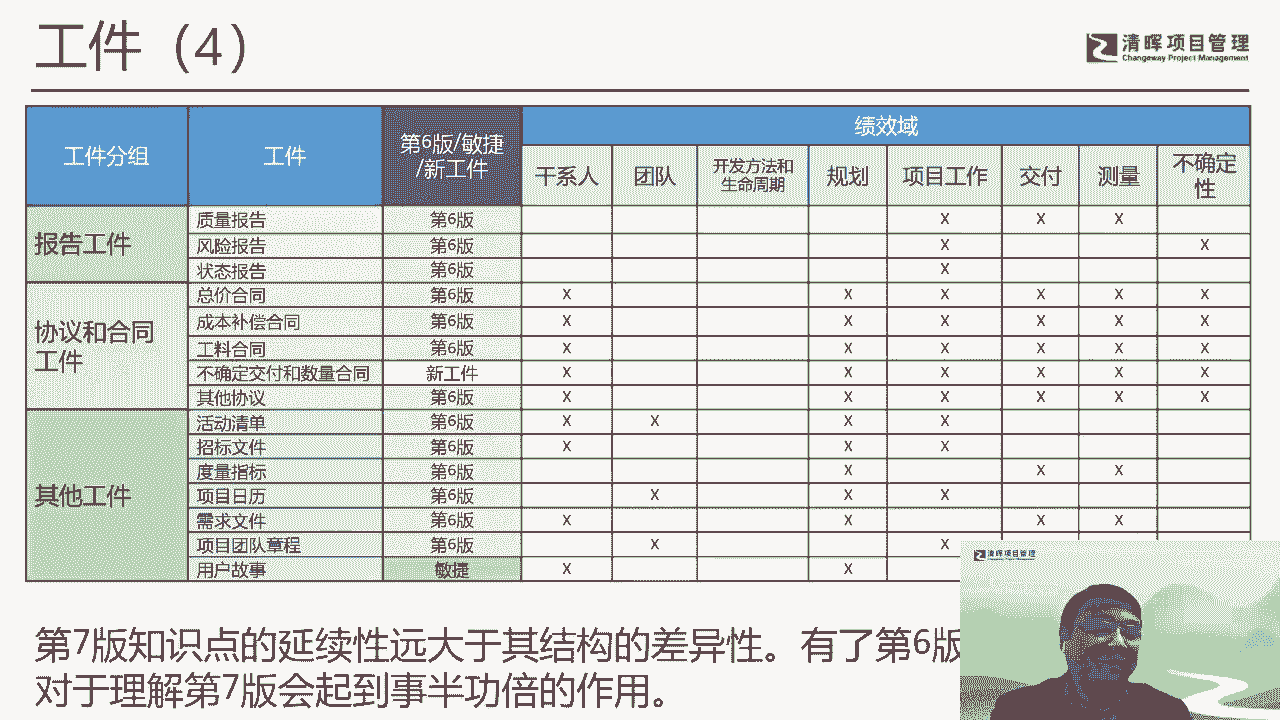 工件（4）
清晖项目管理
Changeway Project Management
工件分组 工件 第6版/敏捷/新工件 绩效域
干系人 团队 开发方法和生命周期 规划 项目工作 交付 测量 不确定性
报告工件
质量报告 第6版 X X X
风险报告 第6版 X X
状态报告 第6版 X
协议和合同工件
总价合同 第6版 X X X X X X
成本补偿合同 第6版 X X X X X X
工料合同 第6版 X X X X X X
不确定交付和数量合同 新工件 X X X X X X
其他协议 第6版 X X X X X X
其他工件
活动清单 第6版 X X X X
招标文件 第6版 X X X
度量指标 第6版 X X X
项目日历 第6版 X X X
需求文件 第6版 X X X X
项目团队章程 第6版 X X
用户故事 敏捷 X X
第7版知识点的延续性远大于其结构的差异性。有了第6版
对于理解第7版会起到事半功倍的作用。
清晖项目管理